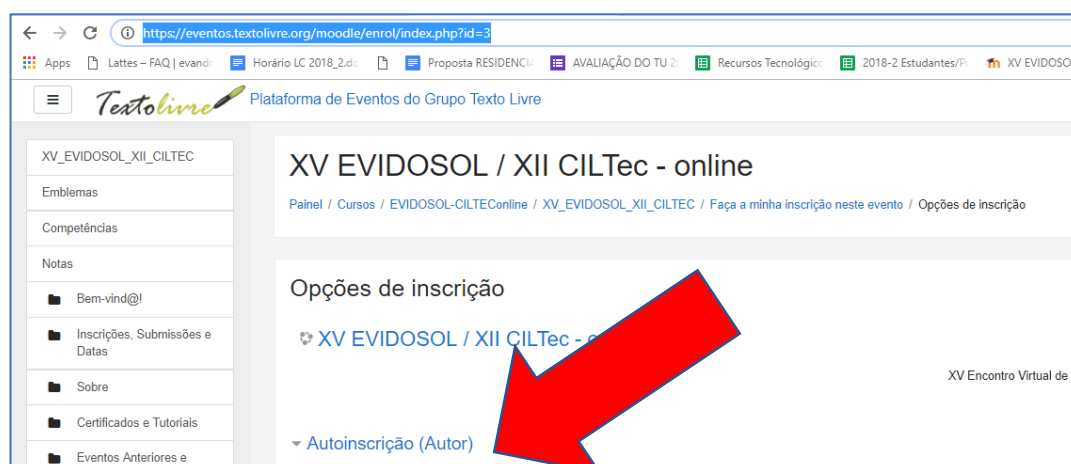 https://eventos.textolivre.org/moodle/enrol/index.php?id=3
Apps Lattes – FAQ | evandr Horário LC 2018_2.do Proposta RESIDENCI AVALIAÇÃO DO TU 2 Recursos Tecnológico 2018-2 Estudantes/P XV EVIDOSO
Textolivre Plataforma de Eventos do Grupo Texto Livre
XV_EVIDOSOL_XII_CILTEC
Emblemas
Competências
Notas
Bem-vind@!
Inscrições, Submissões e
Datas
Sobre
Certificados e Tutoriais
Eventos Anteriores e
XV EVIDOSOL / XII CILTec - online
Painel / Cursos / EVIDOSOL-CILTEConline / XV_EVIDOSOL_XII_CILTEC / Faça a minha inscrição neste evento / Opções de inscrição
Opções de inscrição
XV EVIDOSOL / XII CILTec - o
XV Encontro Virtual de
Autoinscrição (Autor)